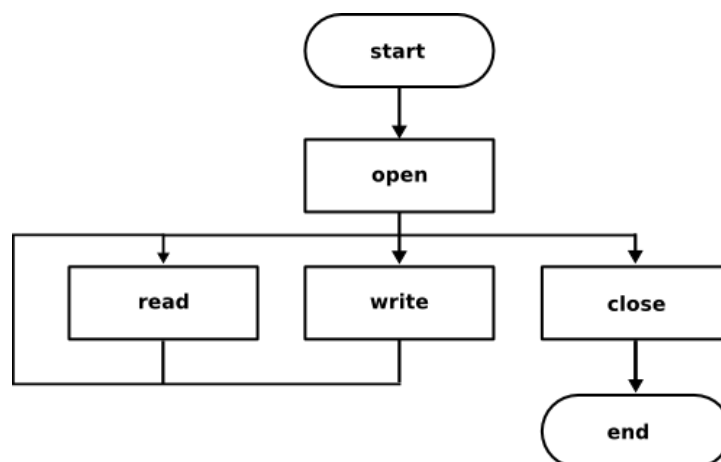 start
open
read
write
close
end